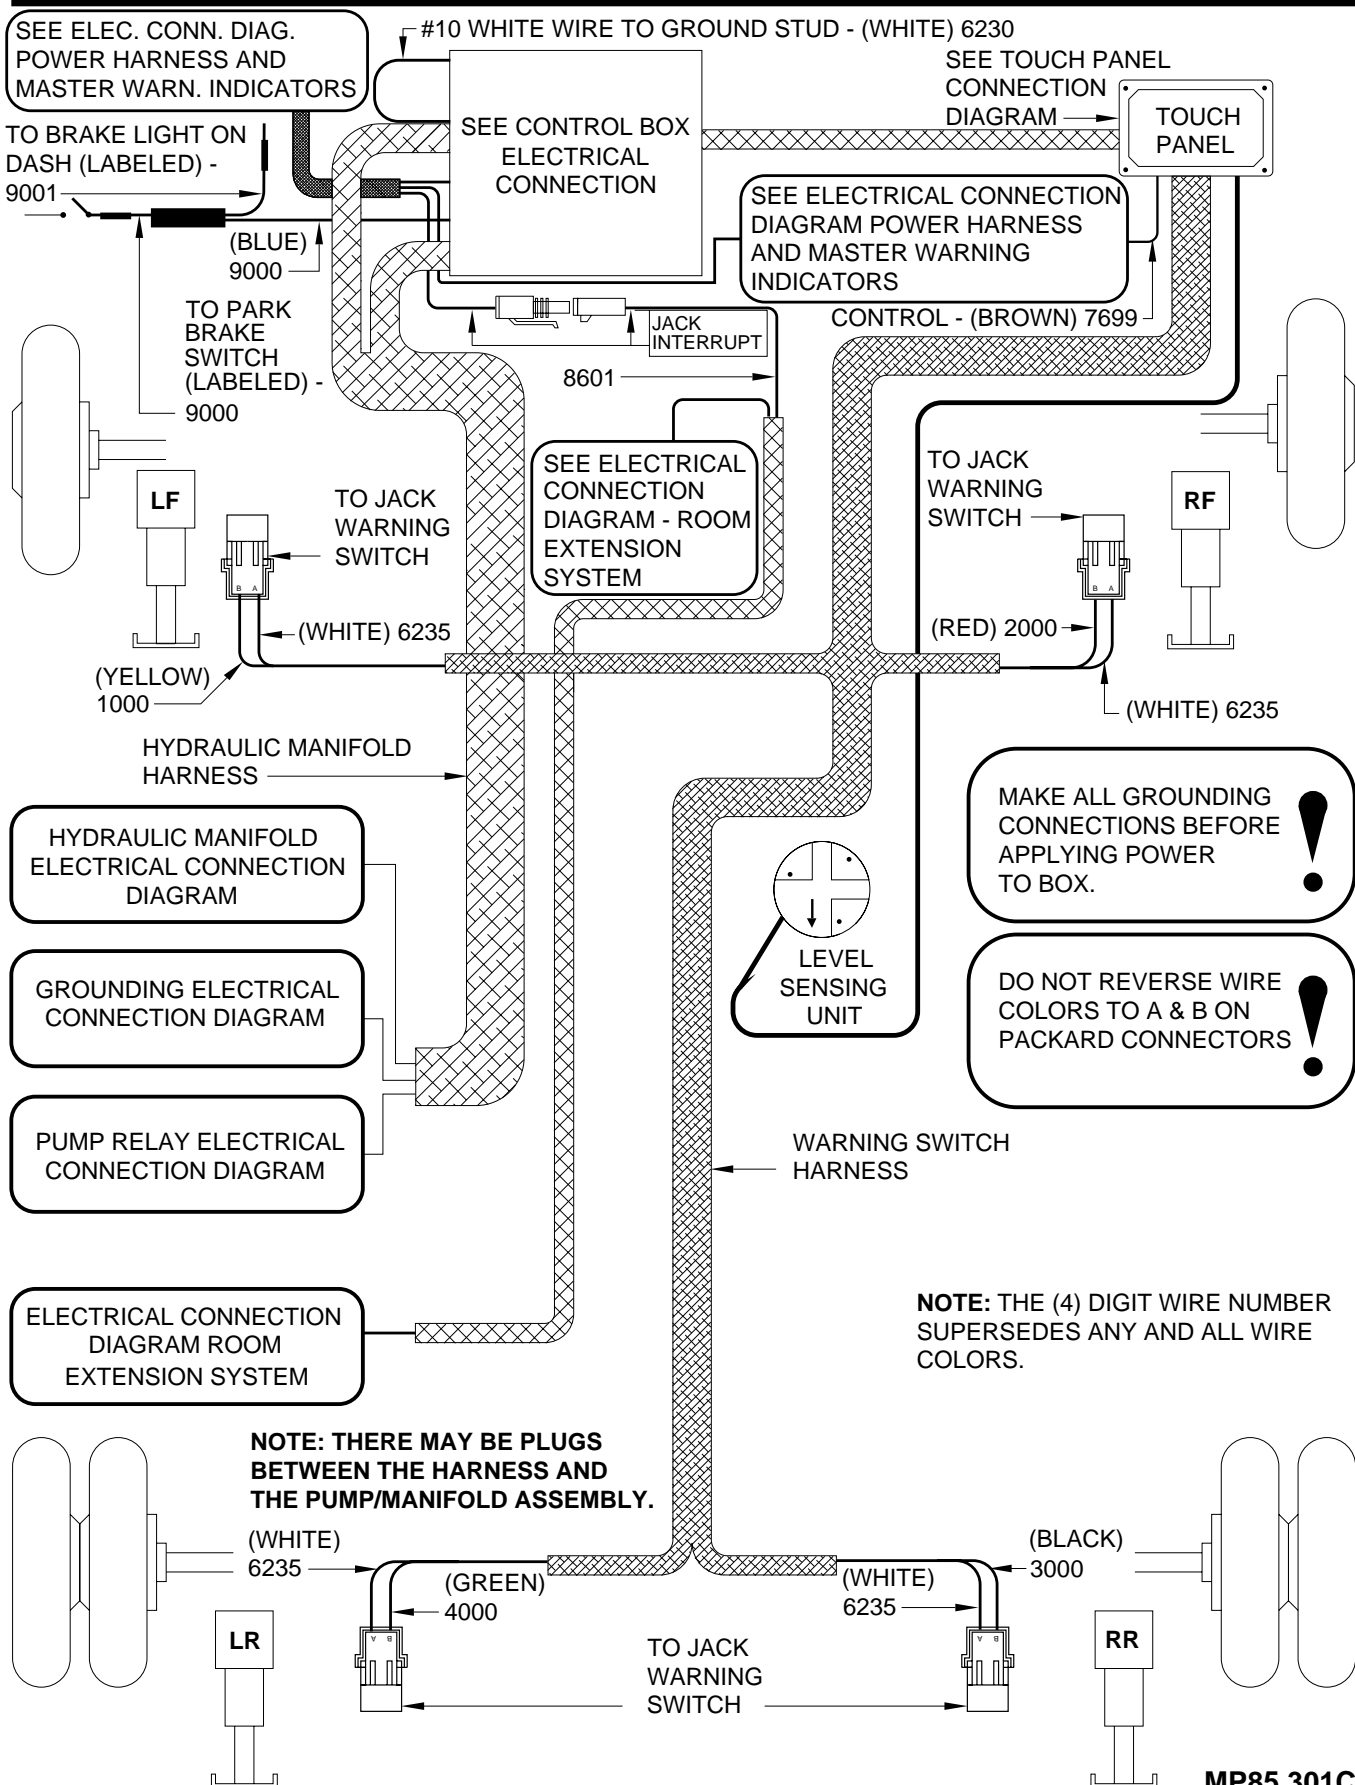 SEE ELEC. CONN. DIAG.
POWER HARNESS AND
MASTER WARN. INDICATORS
#10 WHITE WIRE TO GROUND STUD - (WHITE) 6230
SEE CONTROL BOX
ELECTRICAL
CONNECTION
SEE TOUCH PANEL
CONNECTION
DIAGRAM
TOUCH
PANEL
TO BRAKE LIGHT ON
DASH (LABELED) -
9001
SEE ELECTRICAL CONNECTION
DIAGRAM POWER HARNESS
AND MASTER WARNING
INDICATORS
(BLUE)
9000
CONTROL - (BROWN) 7699
TO PARK
BRAKE
SWITCH
(LABELED) -
9000
JACK
INTERRUPT
8601
SEE ELECTRICAL
CONNECTION
DIAGRAM - ROOM
EXTENSION
SYSTEM
LF
TO JACK
WARNING
SWITCH
B A
(WHITE) 6235
(YELLOW)
1000
TO JACK
WARNING
SWITCH
RF
B A
(RED) 2000
(WHITE) 6235
HYDRAULIC MANIFOLD
HARNESS
HYDRAULIC MANIFOLD
ELECTRICAL CONNECTION
DIAGRAM
GROUNDING ELECTRICAL
CONNECTION DIAGRAM
PUMP RELAY ELECTRICAL
CONNECTION DIAGRAM
MAKE ALL GROUNDING
CONNECTIONS BEFORE
APPLYING POWER
TO BOX.
!
LEVEL
SENSING
UNIT
DO NOT REVERSE WIRE
COLORS TO A & B ON
PACKARD CONNECTORS
!
WARNING SWITCH
HARNESS
ELECTRICAL CONNECTION
DIAGRAM ROOM
EXTENSION SYSTEM
NOTE: THE (4) DIGIT WIRE NUMBER
SUPERSEDES ANY AND ALL WIRE
COLORS.
NOTE: THERE MAY BE PLUGS
BETWEEN THE HARNESS AND
THE PUMP/MANIFOLD ASSEMBLY.
(WHITE)
6235
(GREEN)
4000
(WHITE)
6235
(BLACK)
3000
A B
A B
LR
TO JACK
WARNING
SWITCH
RR
MP85.301C